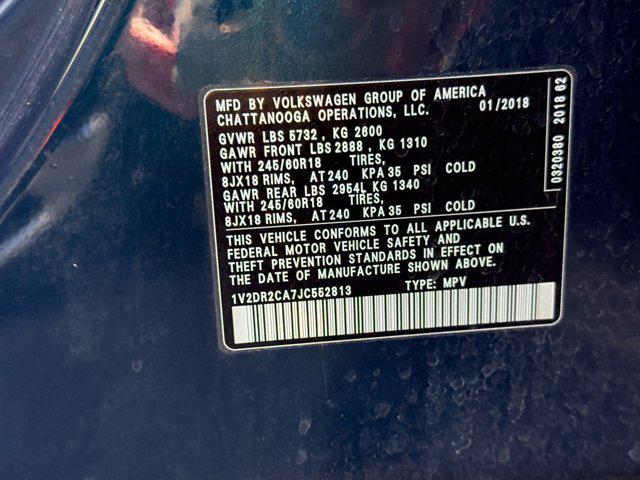 MFD BY VOLKSWAGEN GROUP OF AMERICA
CHATTANOOGA OPERATIONS, LLC. 01/2018
GVWR LBS 5732 , KG 2600
GAWR FRONT LBS 2888 , KG 1310
WITH 245/60R18 TIRES,
8JX18 RIMS, AT 240 KPA 35 PSI COLD
GAWR REAR LBS 2954L KG 1340
WITH 245/60R18 TIRES,
8JX18 RIMS, AT 240 KPA 35 PSI COLD
THIS VEHICLE CONFORMS TO ALL APPLICABLE U.S.
FEDERAL MOTOR VEHICLE SAFETY AND
THEFT PREVENTION STANDARDS IN EFFECT ON
THE DATE OF MANUFACTURE SHOWN ABOVE.
1V2DR2CA7JC552813 TYPE: MPV
0320380 2018 62